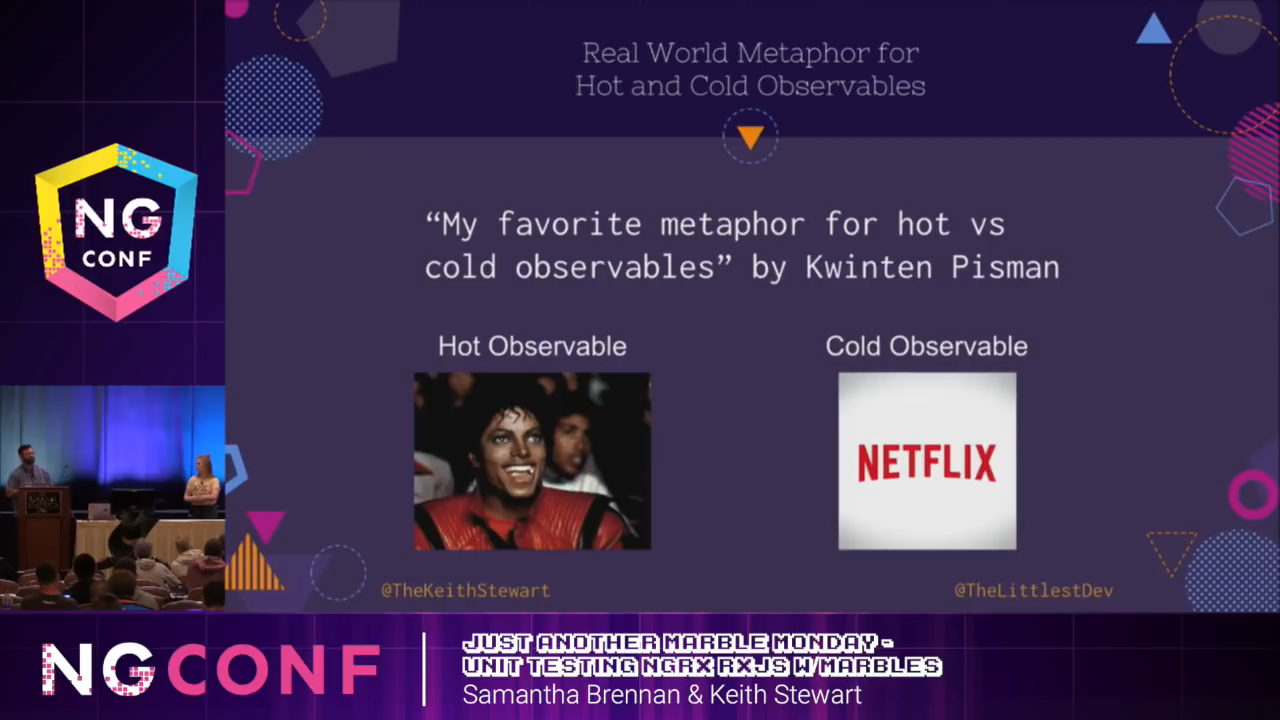 Real World Metaphor for
Hot and Cold Observables
NG
CONF
“My favorite metaphor for hot vs
cold observables” by Kwinten Pisman
Hot Observable
Cold Observable
NETFLIX
@TheKeithStewart
@TheLittlestDev
NGCONF
JUST ANOTHER MARBLE MONDAY -
UNIT TESTING NGRX RXJS W/MARBLES
Samantha Brennan & Keith Stewart